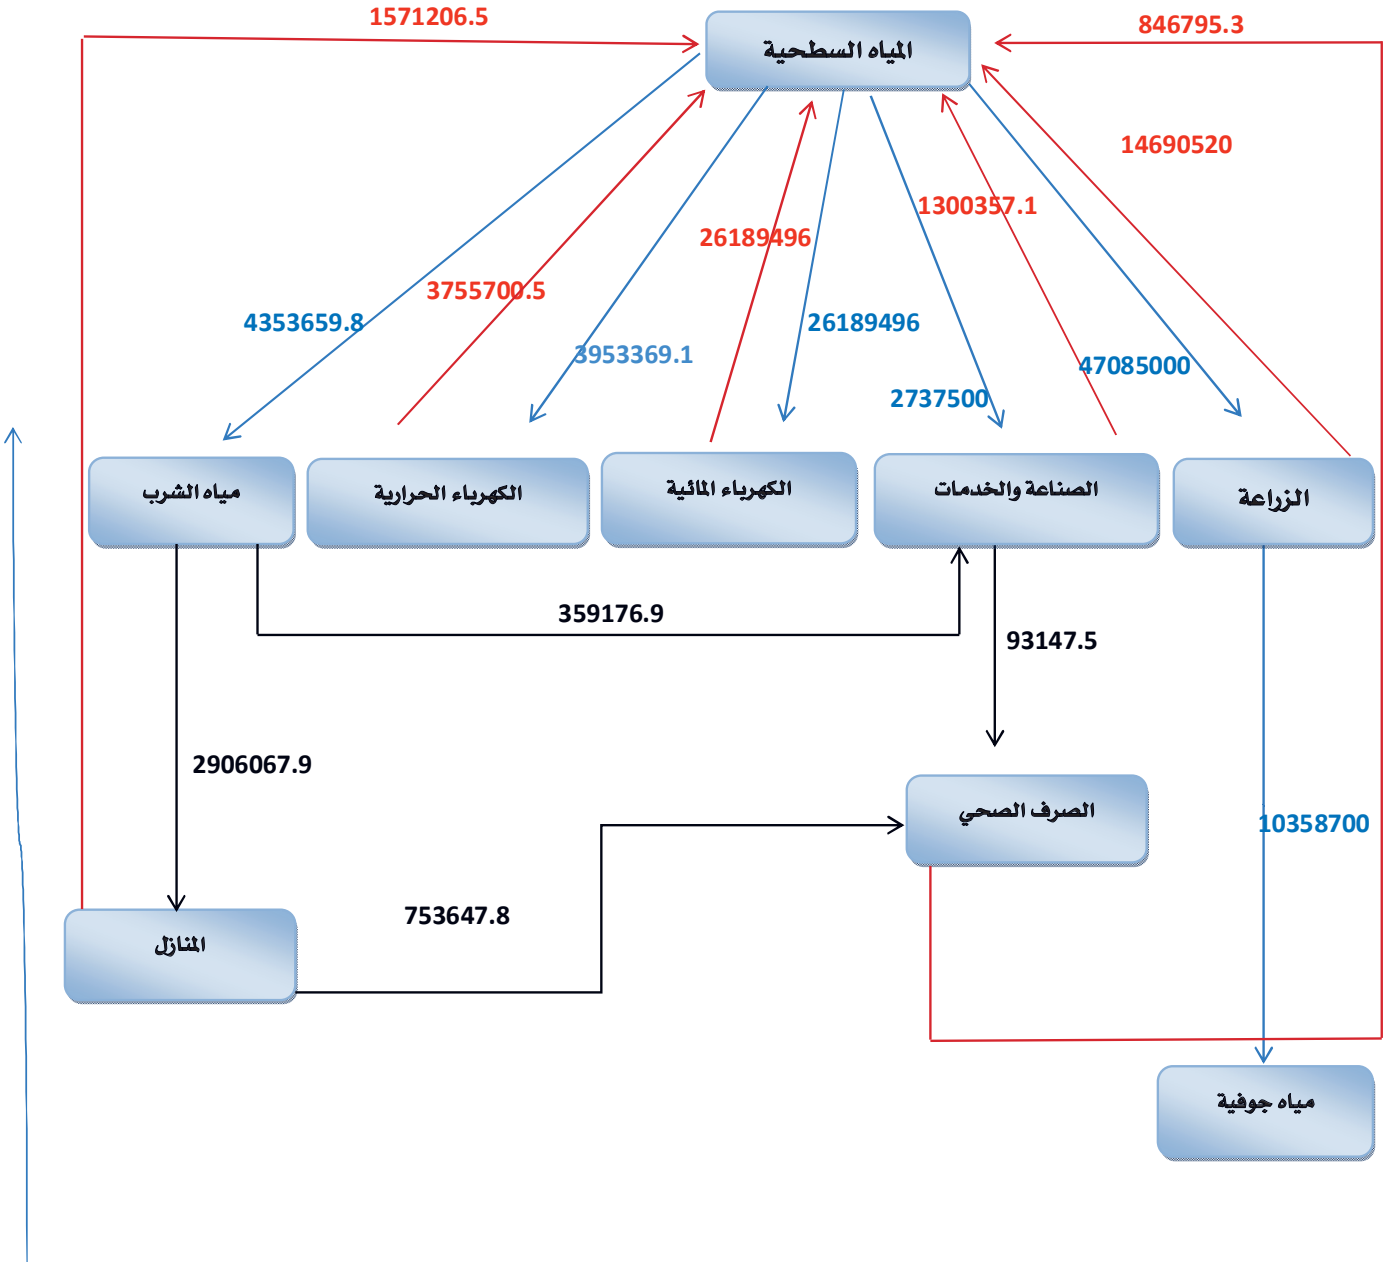 1571206.5
المياه السطحية
846795.3
14690520
1300357.1
26189496
3755700.5
4353659.8
3953369.1
26189496
2737500
47085000
مياه الشرب
الكهرباء الحرارية
الكهرباء المائية
الصناعة والخدمات
الزراعة
359176.9
93147.5
2906067.9
الصرف الصحي
10358700
753647.8
المنازل
مياه جوفية